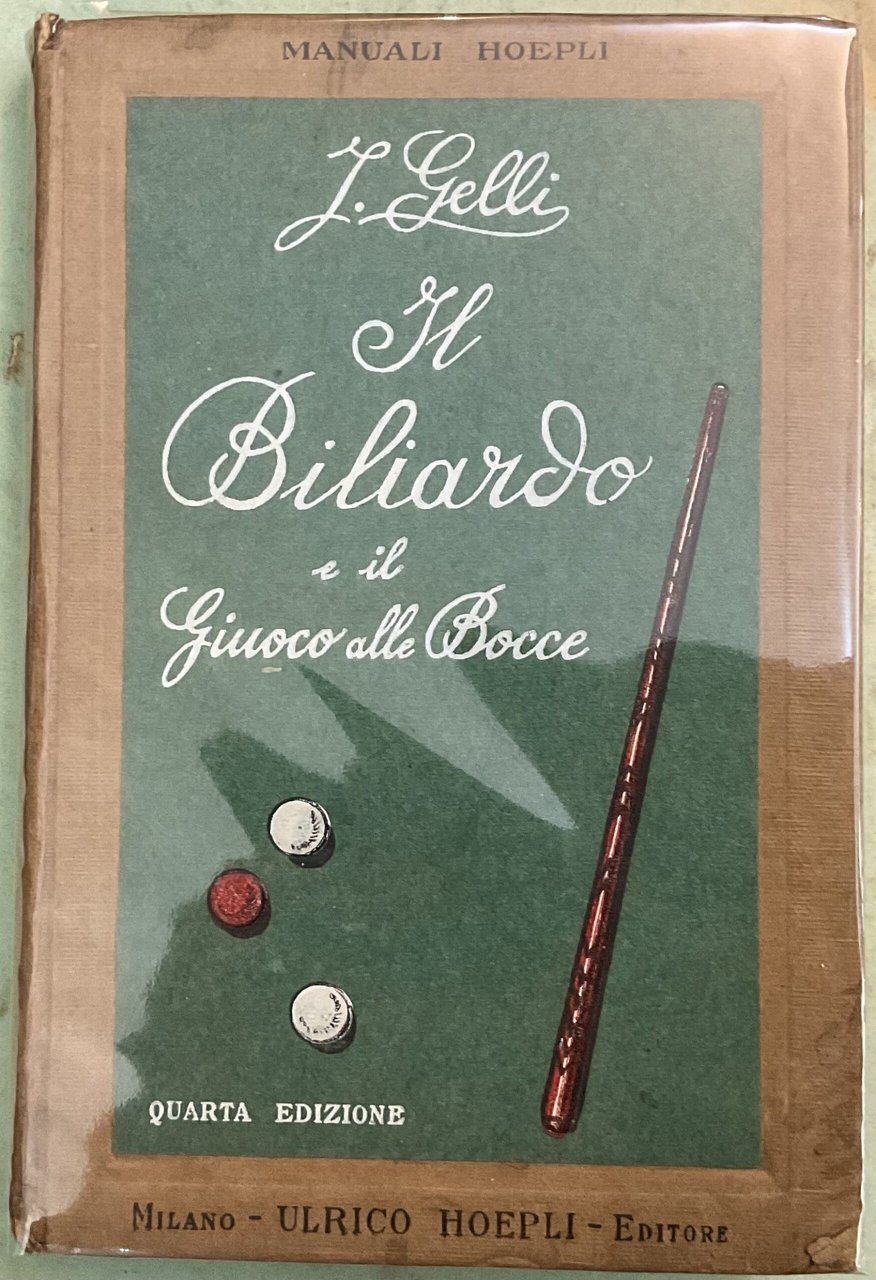 MANUALI HOEPLI
J. Gelli
Il
Biliardo
e il
Giuoco alle Bocce
QUARTA EDIZIONE
MILANO - ULRICO HOEPLI - EDITORE